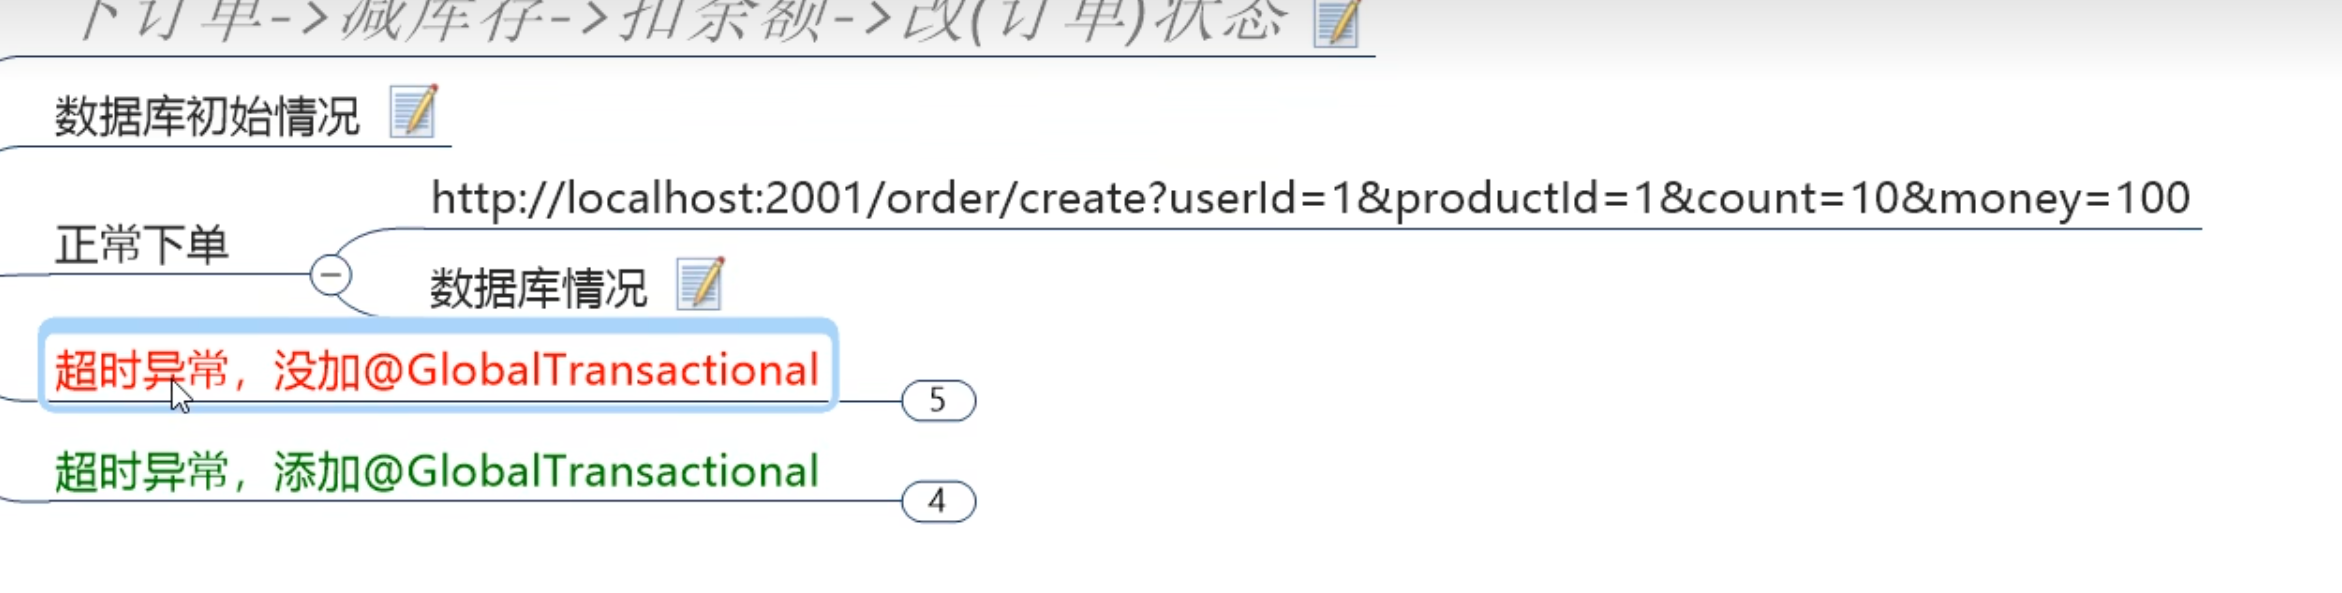 下订单->减库存->扣余额->改(订单)状态
数据库初始情况
http://localhost:2001/order/create?userId=1&productId=1&count=10&money=100
正常下单
数据库情况
超时异常，没加@GlobalTransactional
5
超时异常，添加@GlobalTransactional
4